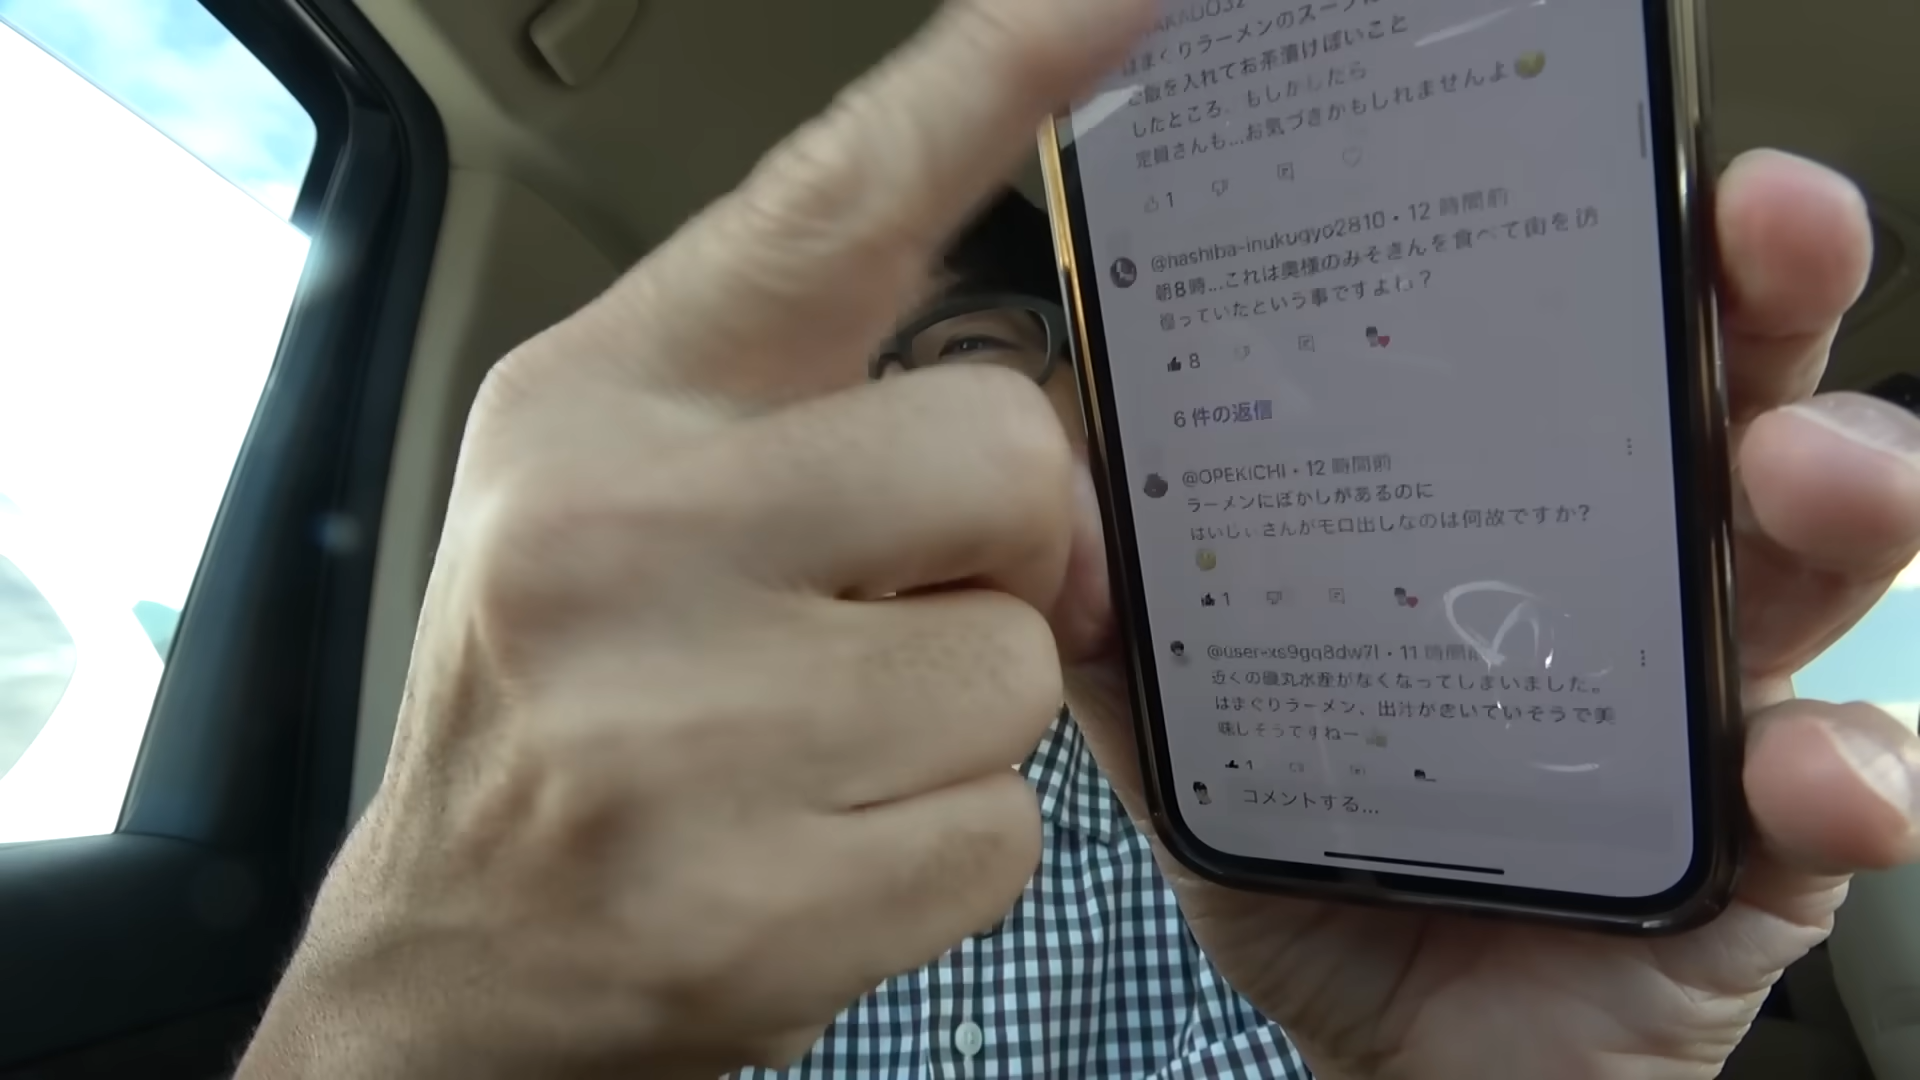 はまぐりラーメンのスープに
ご飯を入れてお茶漬けぽいこと
したところ、もしかしたら
定員さんも...お気づきかもしれませんよ
1
@hashiba-inukugyo2810・12 時間前
朝8時...これは奥様のみそきんを食べて街を彷
徨っていたという事ですよね？
8
6 件の返信
@OPEKICHI・12 時間前
ラーメンにぼかしがあるのに
はいじぃさんがモロ出しなのは何故ですか?
1
@user-xs9gq8dw7l・11 時間前
近くの磯丸水産がなくなってしまいました。
はまぐりラーメン、出汁がきいていそうで美
味しそうですねー
1
コメントする...